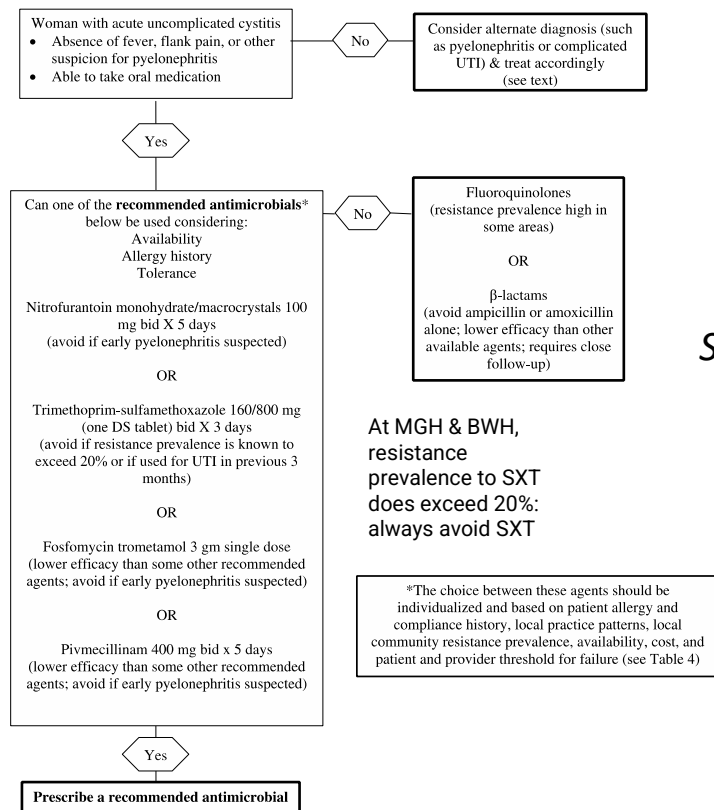 Woman with acute uncomplicated cystitis
• Absence of fever, flank pain, or other
suspicion for pyelonephritis
• Able to take oral medication
No
Consider alternate diagnosis (such
as pyelonephritis or complicated
UTI) & treat accordingly
(see text)
Yes
Can one of the recommended antimicrobials*
below be used considering:
Availability
Allergy history
Tolerance
Nitrofurantoin monohydrate/macrocrystals 100
mg bid X 5 days
(avoid if early pyelonephritis suspected)
OR
Trimethoprim-sulfamethoxazole 160/800 mg
(one DS tablet) bid X 3 days
(avoid if resistance prevalence is known to
exceed 20% or if used for UTI in previous 3
months)
OR
Fosfomycin trometamol 3 gm single dose
(lower efficacy than some other recommended
agents; avoid if early pyelonephritis suspected)
OR
Pivmecillinam 400 mg bid x 5 days
(lower efficacy than some other recommended
agents; avoid if early pyelonephritis suspected)
No
Fluoroquinolones
(resistance prevalence high in
some areas)
OR
β-lactams
(avoid ampicillin or amoxicillin
alone; lower efficacy than other
available agents; requires close
follow-up)
S
At MGH & BWH,
resistance
prevalence to SXT
does exceed 20%:
always avoid SXT
*The choice between these agents should be
individualized and based on patient allergy and
compliance history, local practice patterns, local
community resistance prevalence, availability, cost, and
patient and provider threshold for failure (see Table 4)
Yes
Prescribe a recommended antimicrobial